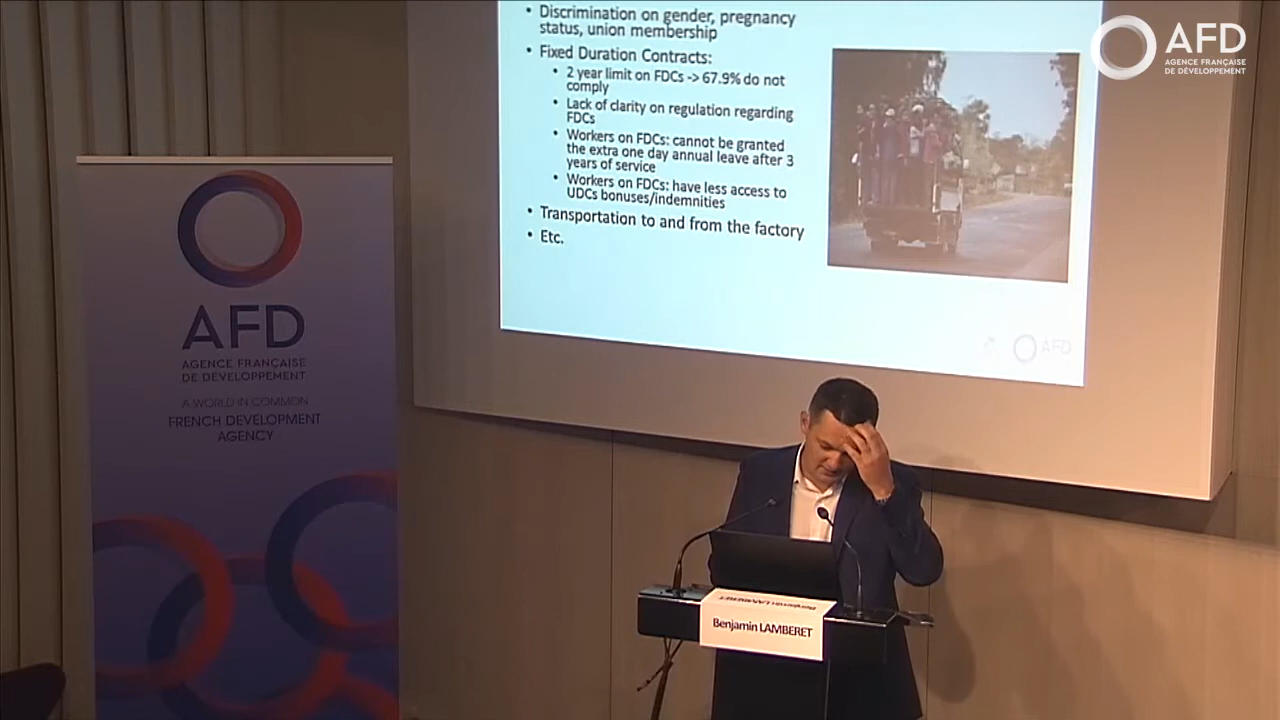 • Discrimination on gender, pregnancy
status, union membership
• Fixed Duration Contracts:
• 2 year limit on FDCs -> 67.9% do not
comply
• Lack of clarity on regulation regarding
FDCs
• Workers on FDCs: cannot be granted
the extra one day annual leave after 3
years of service
• Workers on FDCs: have less access to
UDCs bonuses/indemnities
• Transportation to and from the factory
• Etc.
AFD
AFD
AGENCE FRANÇAISE
DE DÉVELOPPEMENT
AFD
AGENCE FRANÇAISE
DE DÉVELOPPEMENT
A WORLD IN COMMON
FRENCH DEVELOPMENT
AGENCY
Benjamin LAMBERET
Benjamin LAMBERET